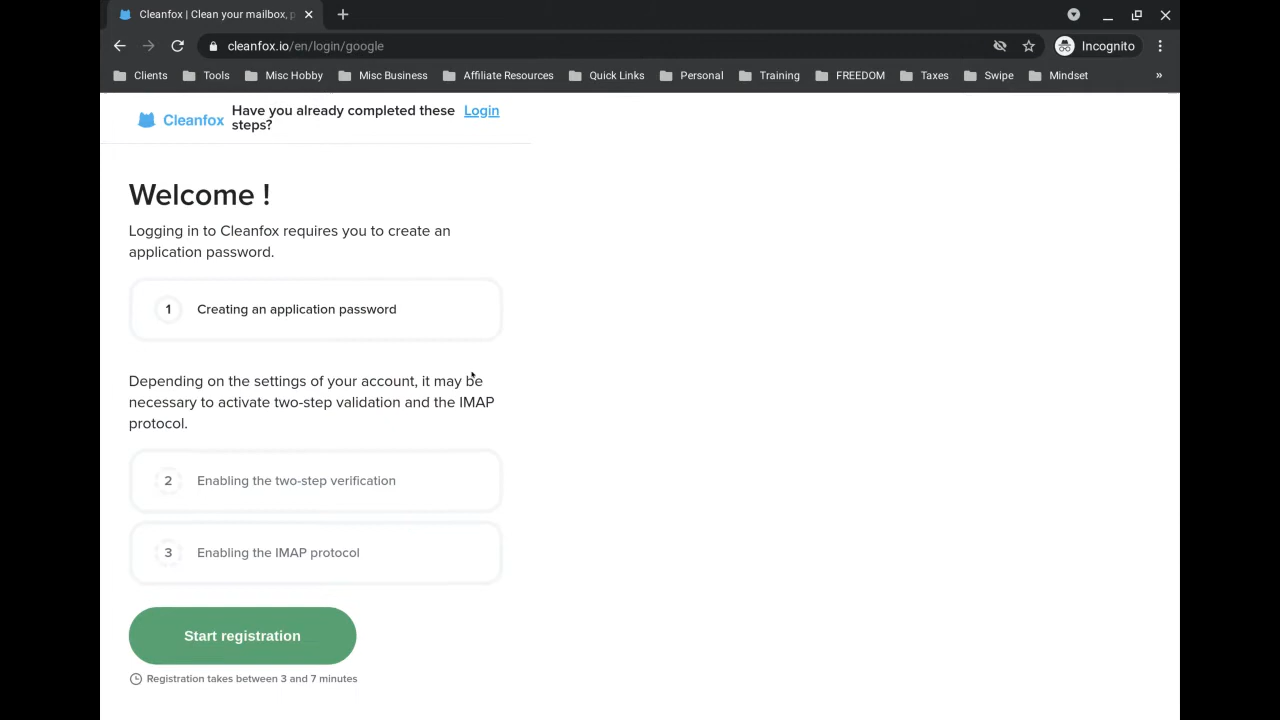 Cleanfox | Clean your mailbox, p
cleanfox.io/en/login/google
Incognito
Clients
Tools
Misc Hobby
Misc Business
Affiliate Resources
Quick Links
Personal
Training
FREEDOM
Taxes
Swipe
Mindset
»
Cleanfox
Have you already completed these
steps?
Login
Welcome !
Logging in to Cleanfox requires you to create an
application password.
1
Creating an application password
Depending on the settings of your account, it may be
necessary to activate two-step validation and the IMAP
protocol.
2
Enabling the two-step verification
3
Enabling the IMAP protocol
Start registration
Registration takes between 3 and 7 minutes